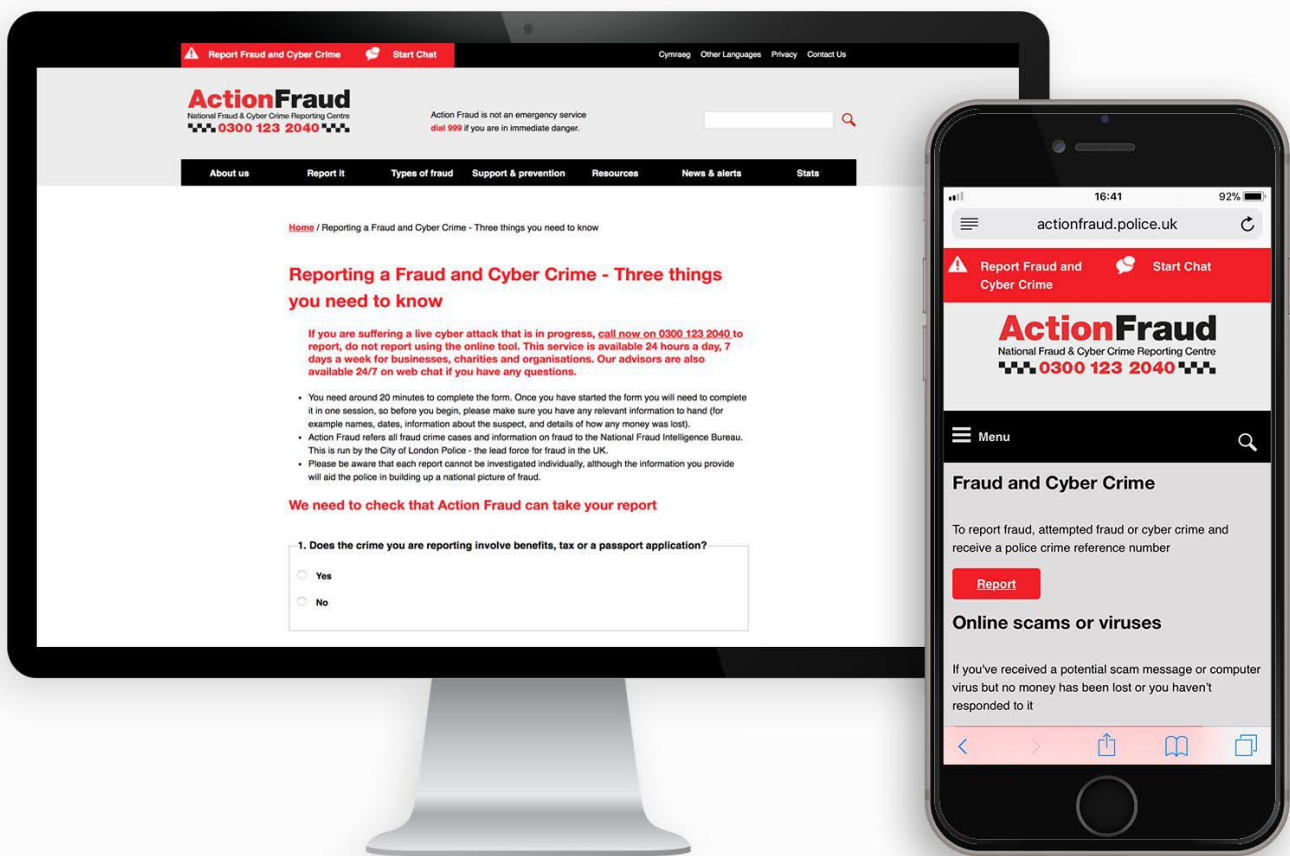 Report Fraud and Cyber Crime Start Chat Cymraeg Other Languages Privacy Contact Us
ActionFraud
National Fraud & Cyber Crime Reporting Centre
0300 123 2040
Action Fraud is not an emergency service
dial 999 if you are in immediate danger.
About us Report it Types of fraud Support & prevention Resources News & alerts Stats
Home / Reporting a Fraud and Cyber Crime - Three things you need to know
Reporting a Fraud and Cyber Crime - Three things
you need to know
If you are suffering a live cyber attack that is in progress, call now on 0300 123 2040 to
report, do not report using the online tool. This service is available 24 hours a day, 7
days a week for businesses, charities and organisations. Our advisors are also
available 24/7 on web chat if you have any questions.
• You need around 20 minutes to complete the form. Once you have started the form you will need to complete
it in one session, so before you begin, please make sure you have any relevant information to hand (for
example names, dates, information about the suspect, and details of how any money was lost).
• Action Fraud refers all fraud crime cases and information on fraud to the National Fraud Intelligence Bureau.
This is run by the City of London Police - the lead force for fraud in the UK.
• Please be aware that each report cannot be investigated individually, although the information you provide
will aid the police in building up a national picture of fraud.
We need to check that Action Fraud can take your report
1. Does the crime you are reporting involve benefits, tax or a passport application?
Yes
No
16:41 92%
actionfraud.police.uk
Report Fraud and
Cyber Crime
Start Chat
ActionFraud
National Fraud & Cyber Crime Reporting Centre
0300 123 2040
Menu
Fraud and Cyber Crime
To report fraud, attempted fraud or cyber crime and
receive a police crime reference number
Report
Online scams or viruses
If you've received a potential scam message or computer
virus but no money has been lost or you haven't
responded to it